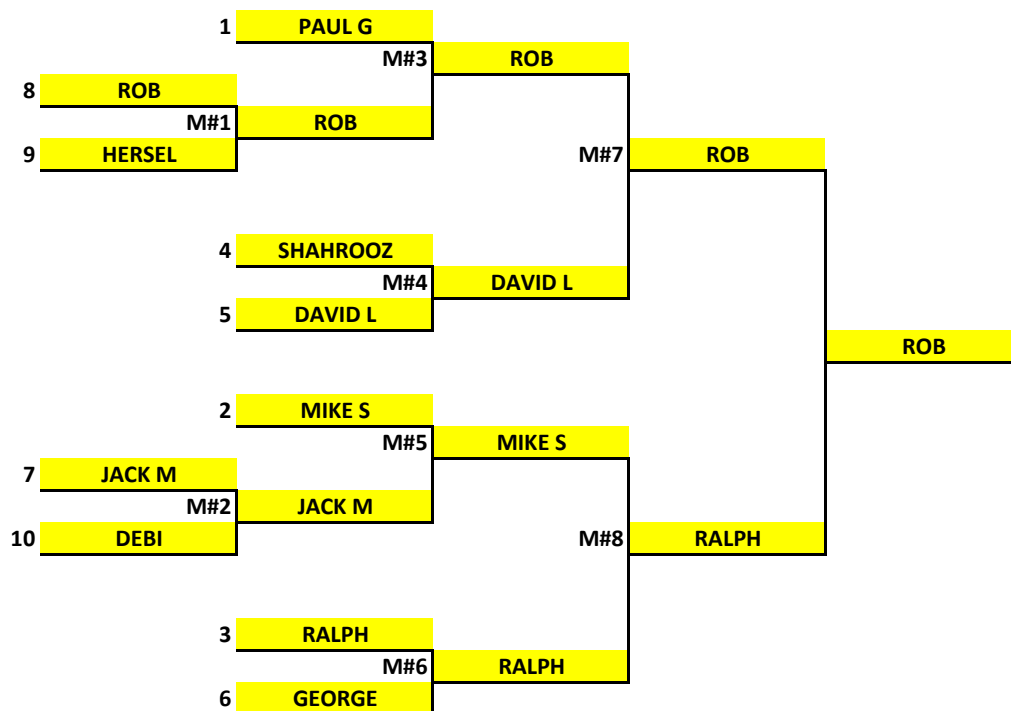 1 PAUL G
M#3 ROB
8 ROB
M#1 ROB
9 HERSEL
M#7 ROB
4 SHAHROOZ
M#4 DAVID L
5 DAVID L
ROB
2 MIKE S
M#5 MIKE S
7 JACK M
M#2 JACK M
10 DEBI
M#8 RALPH
3 RALPH
M#6 RALPH
6 GEORGE